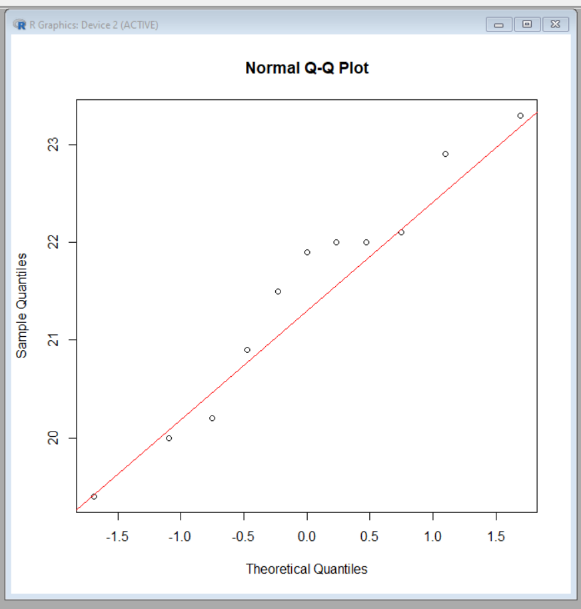 R Graphics: Device 2 (ACTIVE)
Normal Q-Q Plot
23
22
21
20
Sample Quantiles
-1.5 -1.0 -0.5 0.0 0.5 1.0 1.5
Theoretical Quantiles